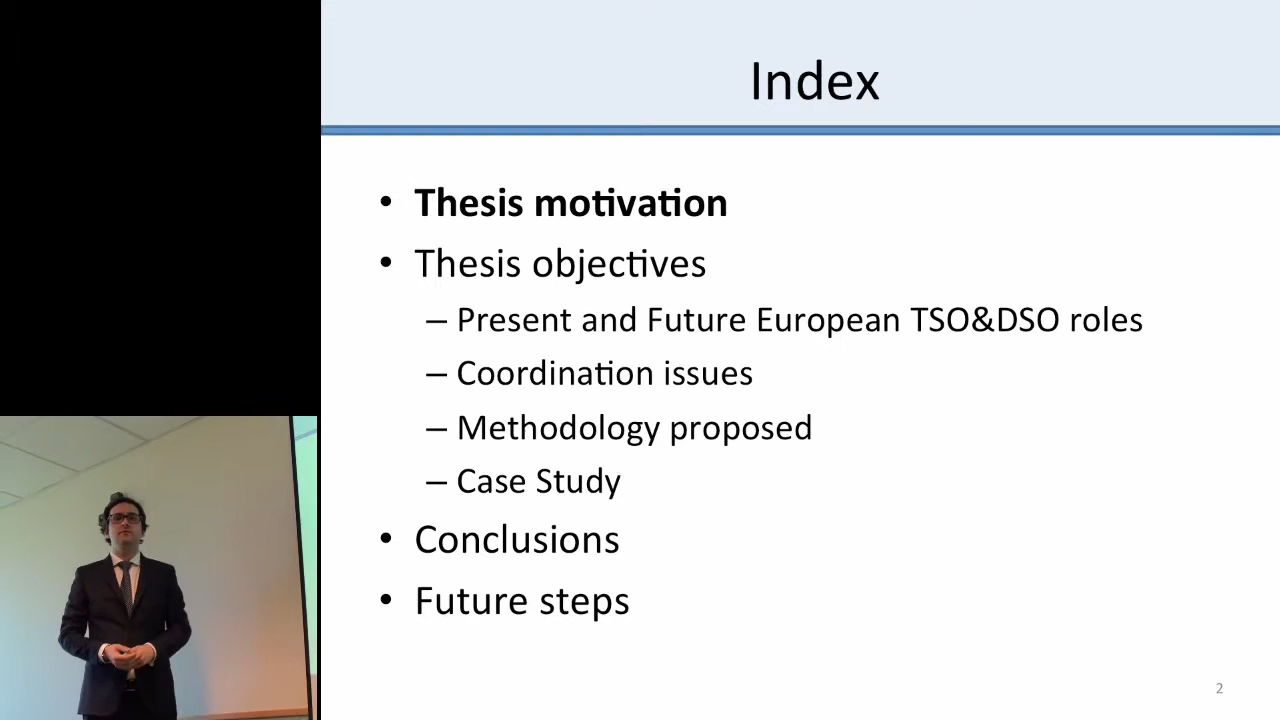 Index
• Thesis motivation
• Thesis objectives
– Present and Future European TSO&DSO roles
– Coordination issues
– Methodology proposed
– Case Study
• Conclusions
• Future steps
2